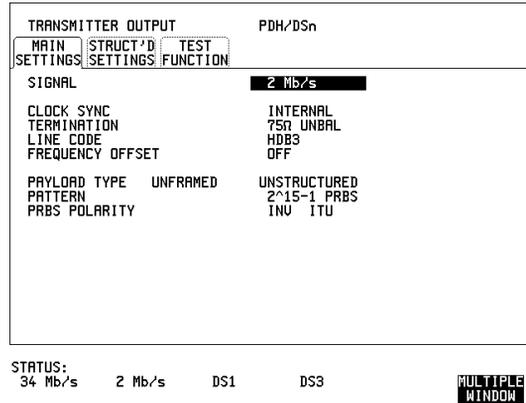 TRANSMITTER OUTPUT PDH/DSn
MAIN SETTINGS STRUCT'D SETTINGS TEST FUNCTION
SIGNAL 2 Mb/s
CLOCK SYNC INTERNAL
TERMINATION 75Ω UNBAL
LINE CODE HDB3
FREQUENCY OFFSET OFF
PAYLOAD TYPE UNFRAMED UNSTRUCTURED
PATTERN 2^15-1 PRBS
PRBS POLARITY INV ITU
STATUS:
34 Mb/s 2 Mb/s DS1 DS3 MULTIPLE WINDOW